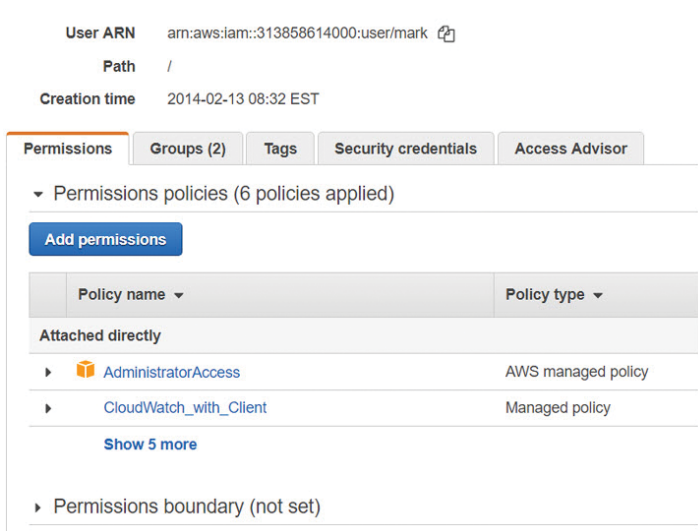 User ARN arn:aws:iam::313858614000:user/mark
Path /
Creation time 2014-02-13 08:32 EST
Permissions Groups (2) Tags Security credentials Access Advisor
Permissions policies (6 policies applied)
Add permissions
Policy name Policy type
Attached directly
AdministratorAccess AWS managed policy
CloudWatch_with_Client Managed policy
Show 5 more
Permissions boundary (not set)